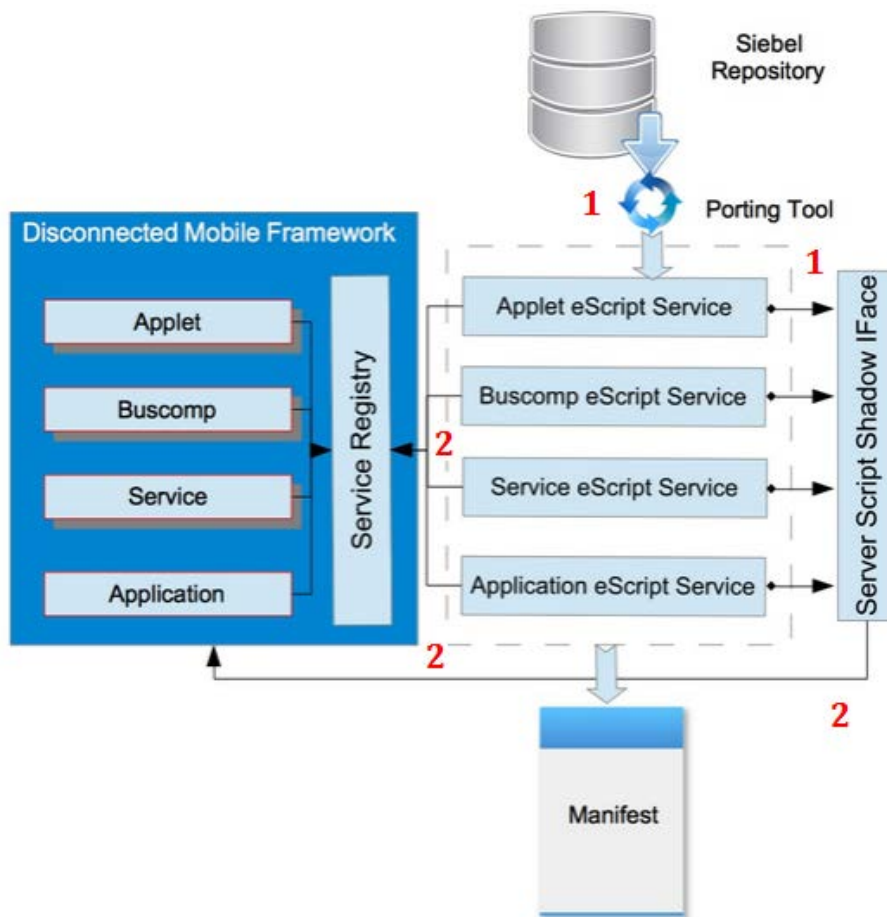 Siebel
Repository
1
Porting Tool
Disconnected Mobile Framework
1
Applet
Applet eScript Service
Buscomp
Buscomp eScript Service
2
Service
Service eScript Service
Application
Application eScript Service
Service Registry
Server Script Shadow IFace
2
2
Manifest